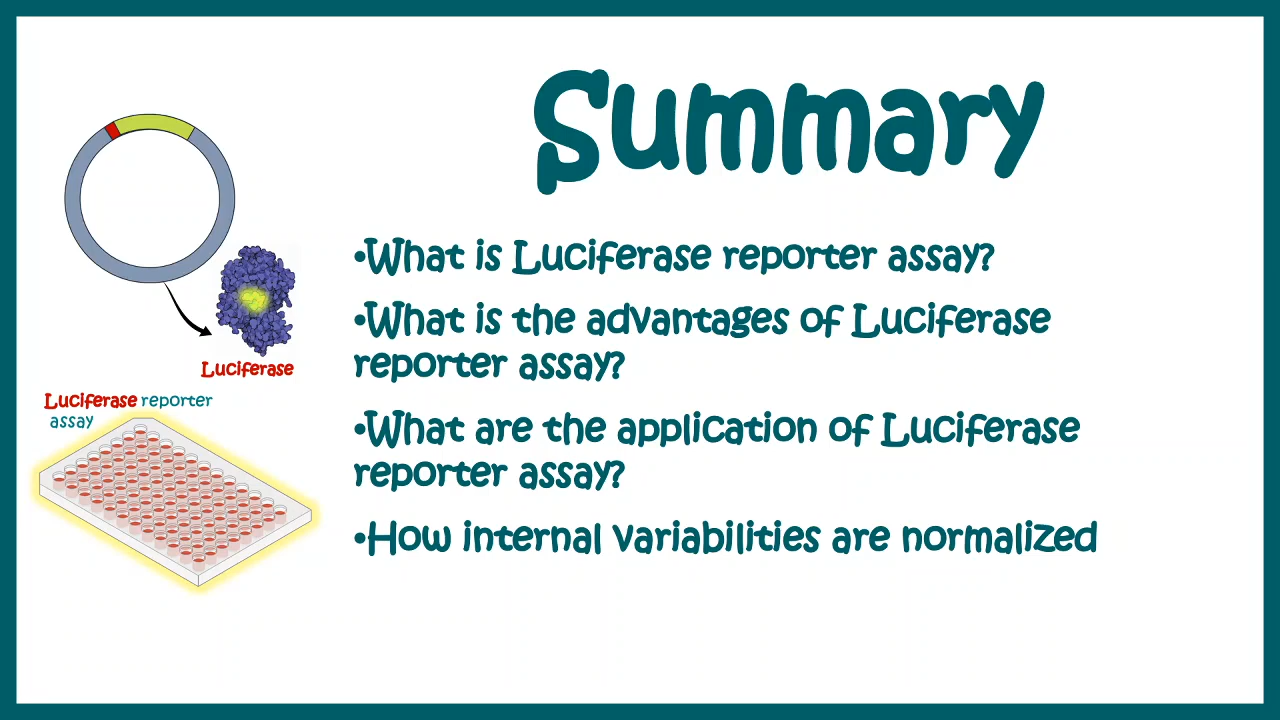 Summary
•What is Luciferase reporter assay?
•What is the advantages of Luciferase
reporter assay?
•What are the application of Luciferase
reporter assay?
•How internal variabilities are normalized
Luciferase
Luciferase reporter
assay